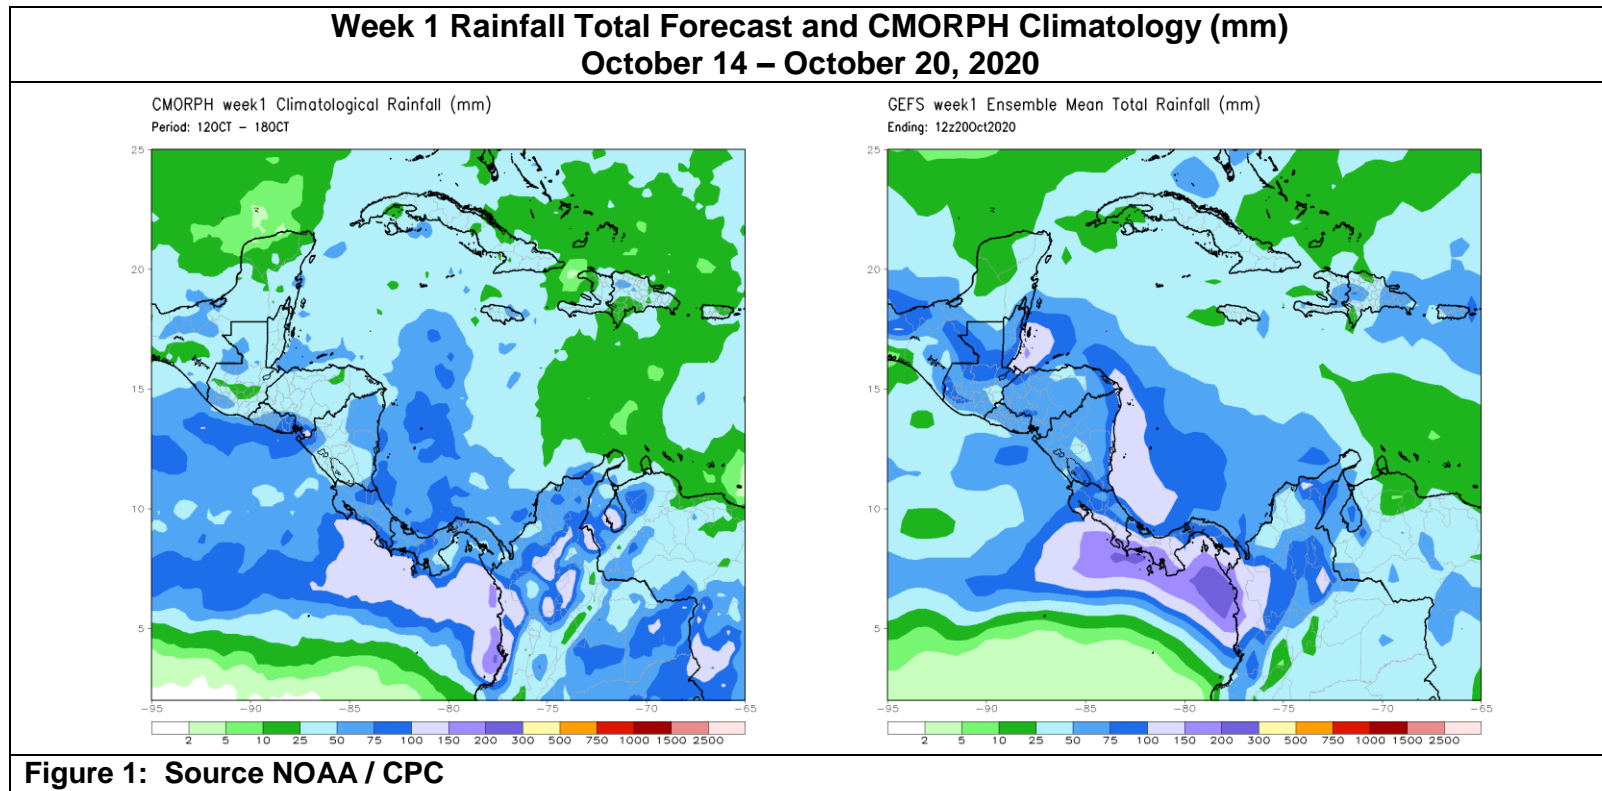 Week 1 Rainfall Total Forecast and CMORPH Climatology (mm)
October 14 – October 20, 2020
CMORPH week1 Climatological Rainfall (mm)
Period: 12OCT – 18OCT
25
20
15
10
5
−95 −90 −85 −80 −75 −70 −65
2 5 10 25 50 75 100 150 200 300 500 750 1000 1500 2500
GEFS week1 Ensemble Mean Total Rainfall (mm)
Ending: 12z20Oct2020
25
20
15
10
5
−95 −90 −85 −80 −75 −70 −65
2 5 10 25 50 75 100 150 200 300 500 750 1000 1500 2500
Figure 1: Source NOAA / CPC